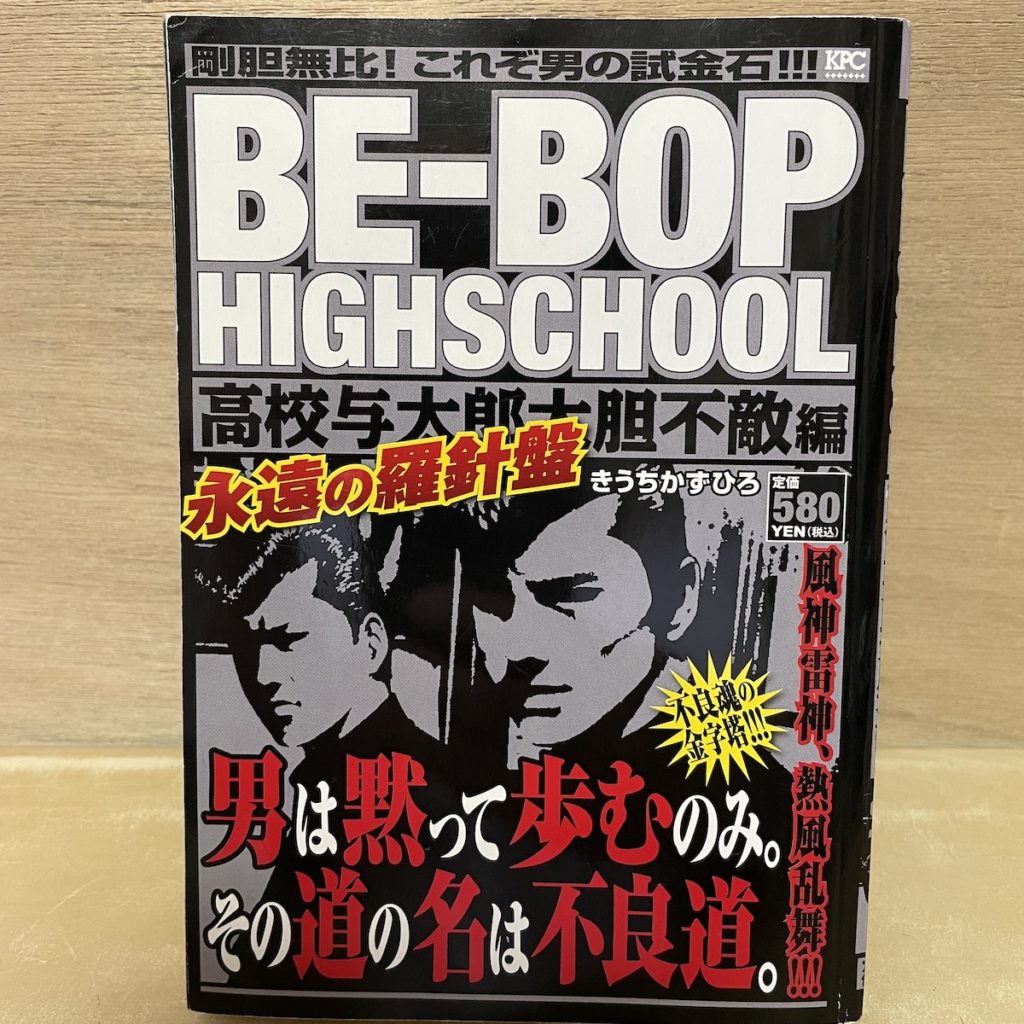 剛胆無比! これぞ男の試金石!!!
KPC
BE-BOP
HIGHSCHOOL
高校与太郎大胆不敵編
永遠の羅針盤
きうちかずひろ
定価
580
YEN(税込)
風神雷神、熱風乱舞!!!
不良魂の
金字塔!!!
男は黙って歩むのみ。
その道の名は不良道。